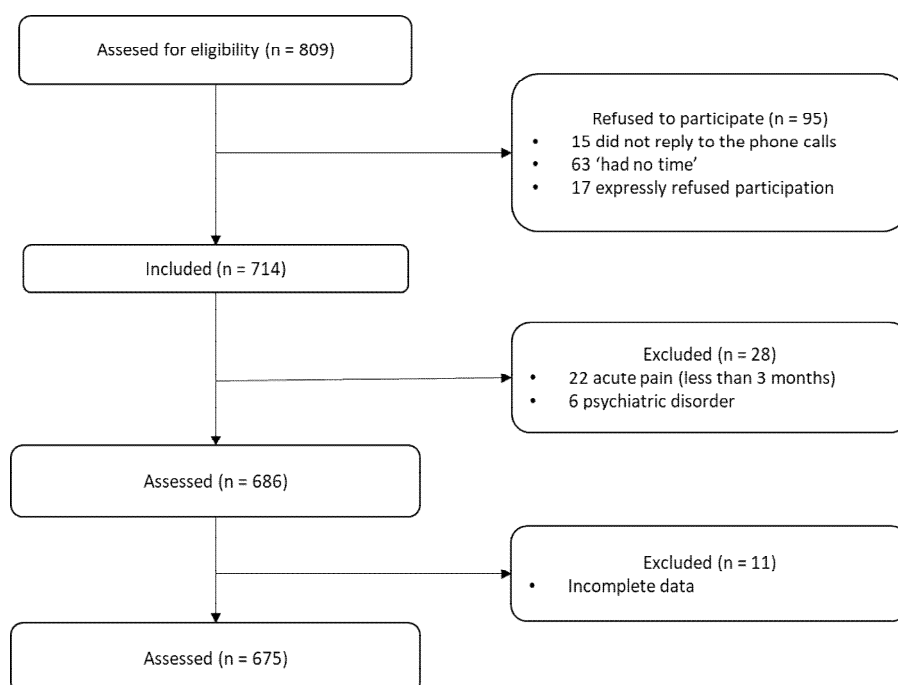 Assesed for eligibility (n = 809)
Refused to participate (n = 95)
• 15 did not reply to the phone calls
• 63 ‘had no time’
• 17 expressly refused participation
Included (n = 714)
Excluded (n = 28)
• 22 acute pain (less than 3 months)
• 6 psychiatric disorder
Assessed (n = 686)
Excluded (n = 11)
• Incomplete data
Assessed (n = 675)